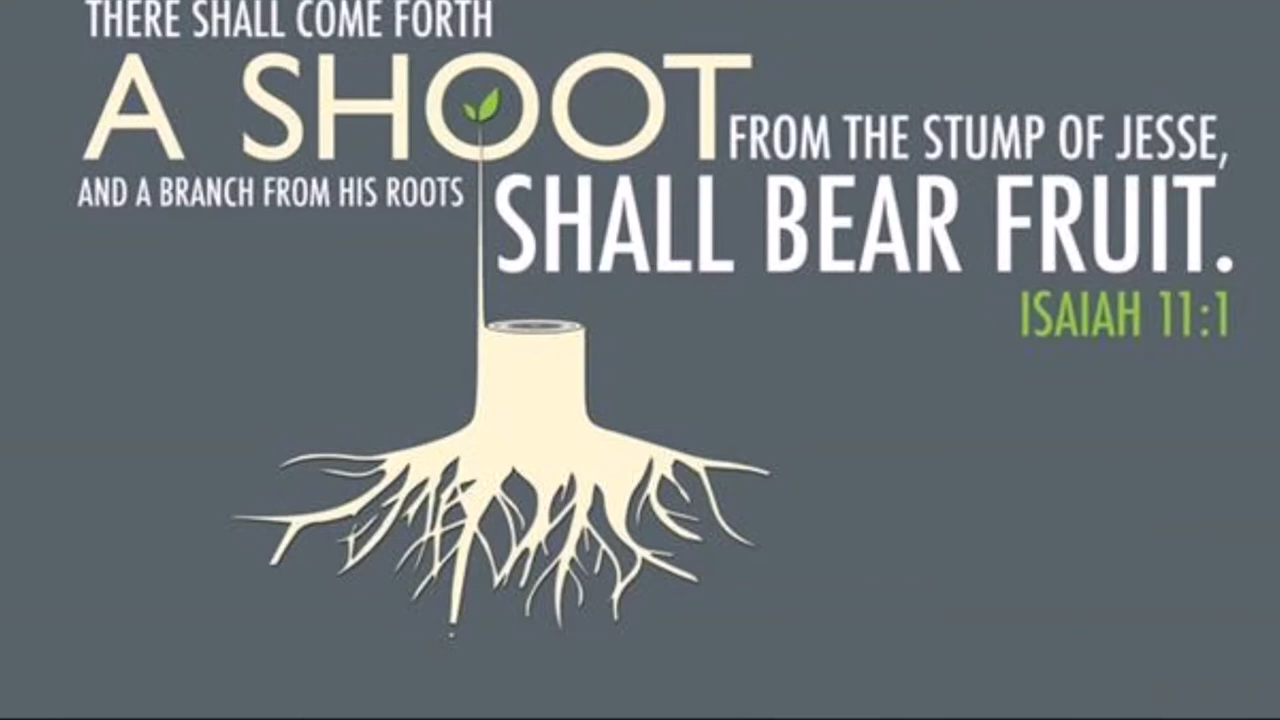 THERE SHALL COME FORTH
A SHOOT FROM THE STUMP OF JESSE,
AND A BRANCH FROM HIS ROOTS
SHALL BEAR FRUIT.
ISAIAH 11:1